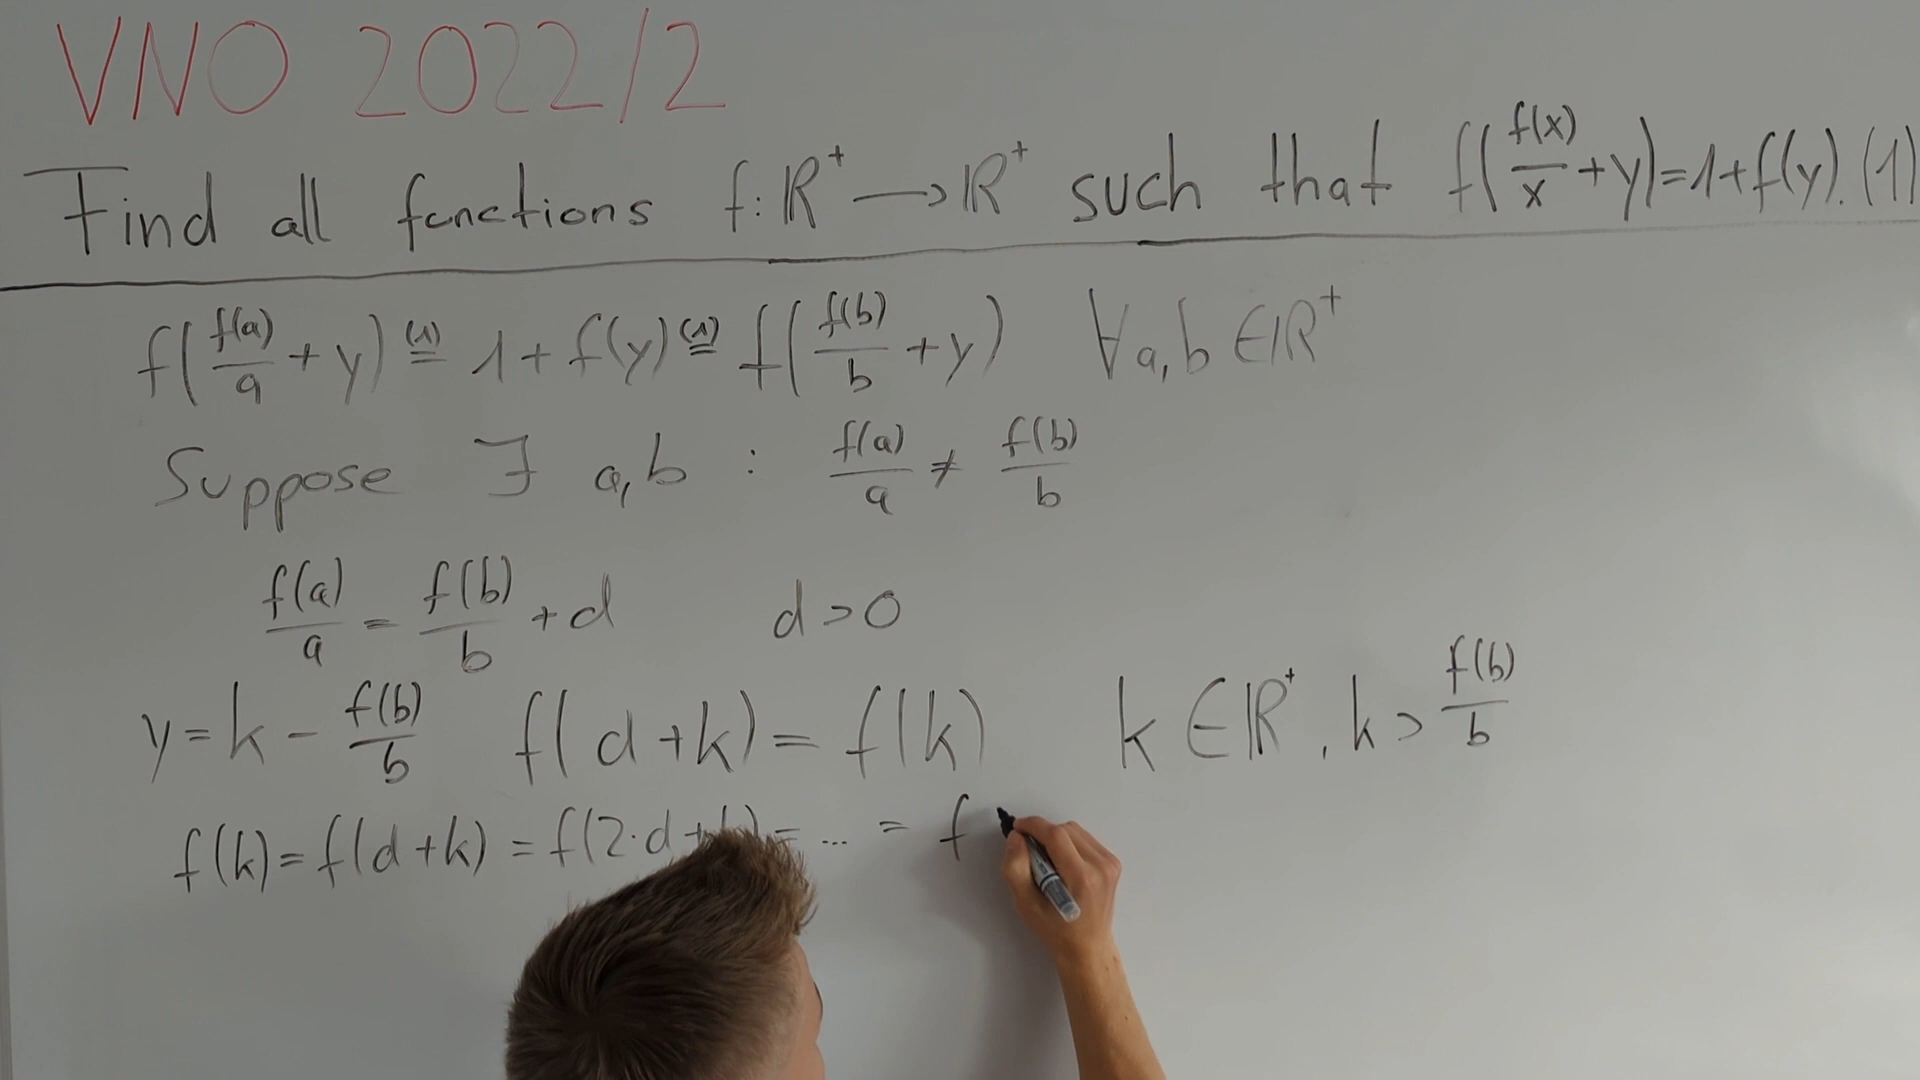 VNO 2022/2
Find all functions f: ℝ⁺ → ℝ⁺ such that f(f(x)/x + y) = 1 + f(y). (1)
f(f(a)/a + y) (1)= 1 + f(y) (1)= f(f(b)/b + y) ∀ a, b ∈ ℝ⁺
Suppose ∃ a, b : f(a)/a ≠ f(b)/b
f(a)/a = f(b)/b + d d > 0
y = k - f(b)/b f(d + k) = f(k) k ∈ ℝ⁺, k > f(b)/b
f(k) = f(d + k) = f(2·d + k) = ... = f